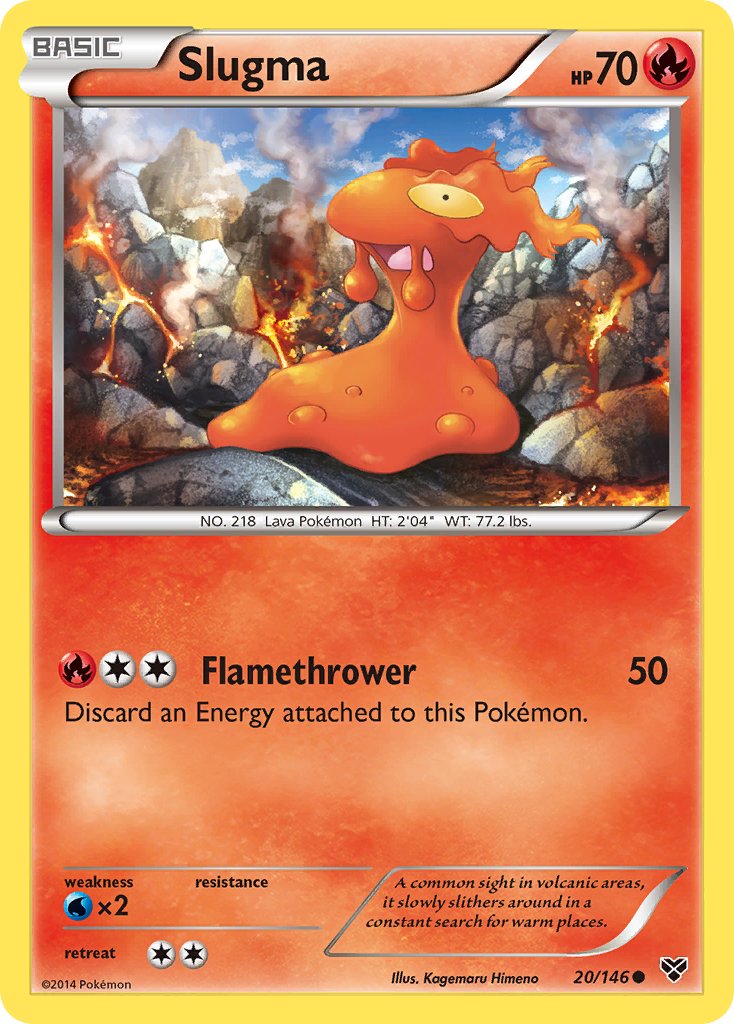 BASIC
Slugma
HP 70
NO. 218 Lava Pokémon HT: 2'04" WT: 77.2 lbs.
Flamethrower 50
Discard an Energy attached to this Pokémon.
weakness resistance
×2
A common sight in volcanic areas,
it slowly slithers around in a
constant search for warm places.
retreat
©2014 Pokémon
Illus. Kagemaru Himeno
20/146